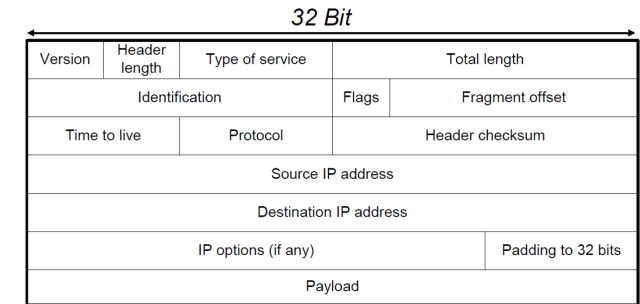 32 Bit
Version
Header
length
Type of service
Total length
Identification
Flags
Fragment offset
Time to live
Protocol
Header checksum
Source IP address
Destination IP address
IP options (if any)
Padding to 32 bits
Payload